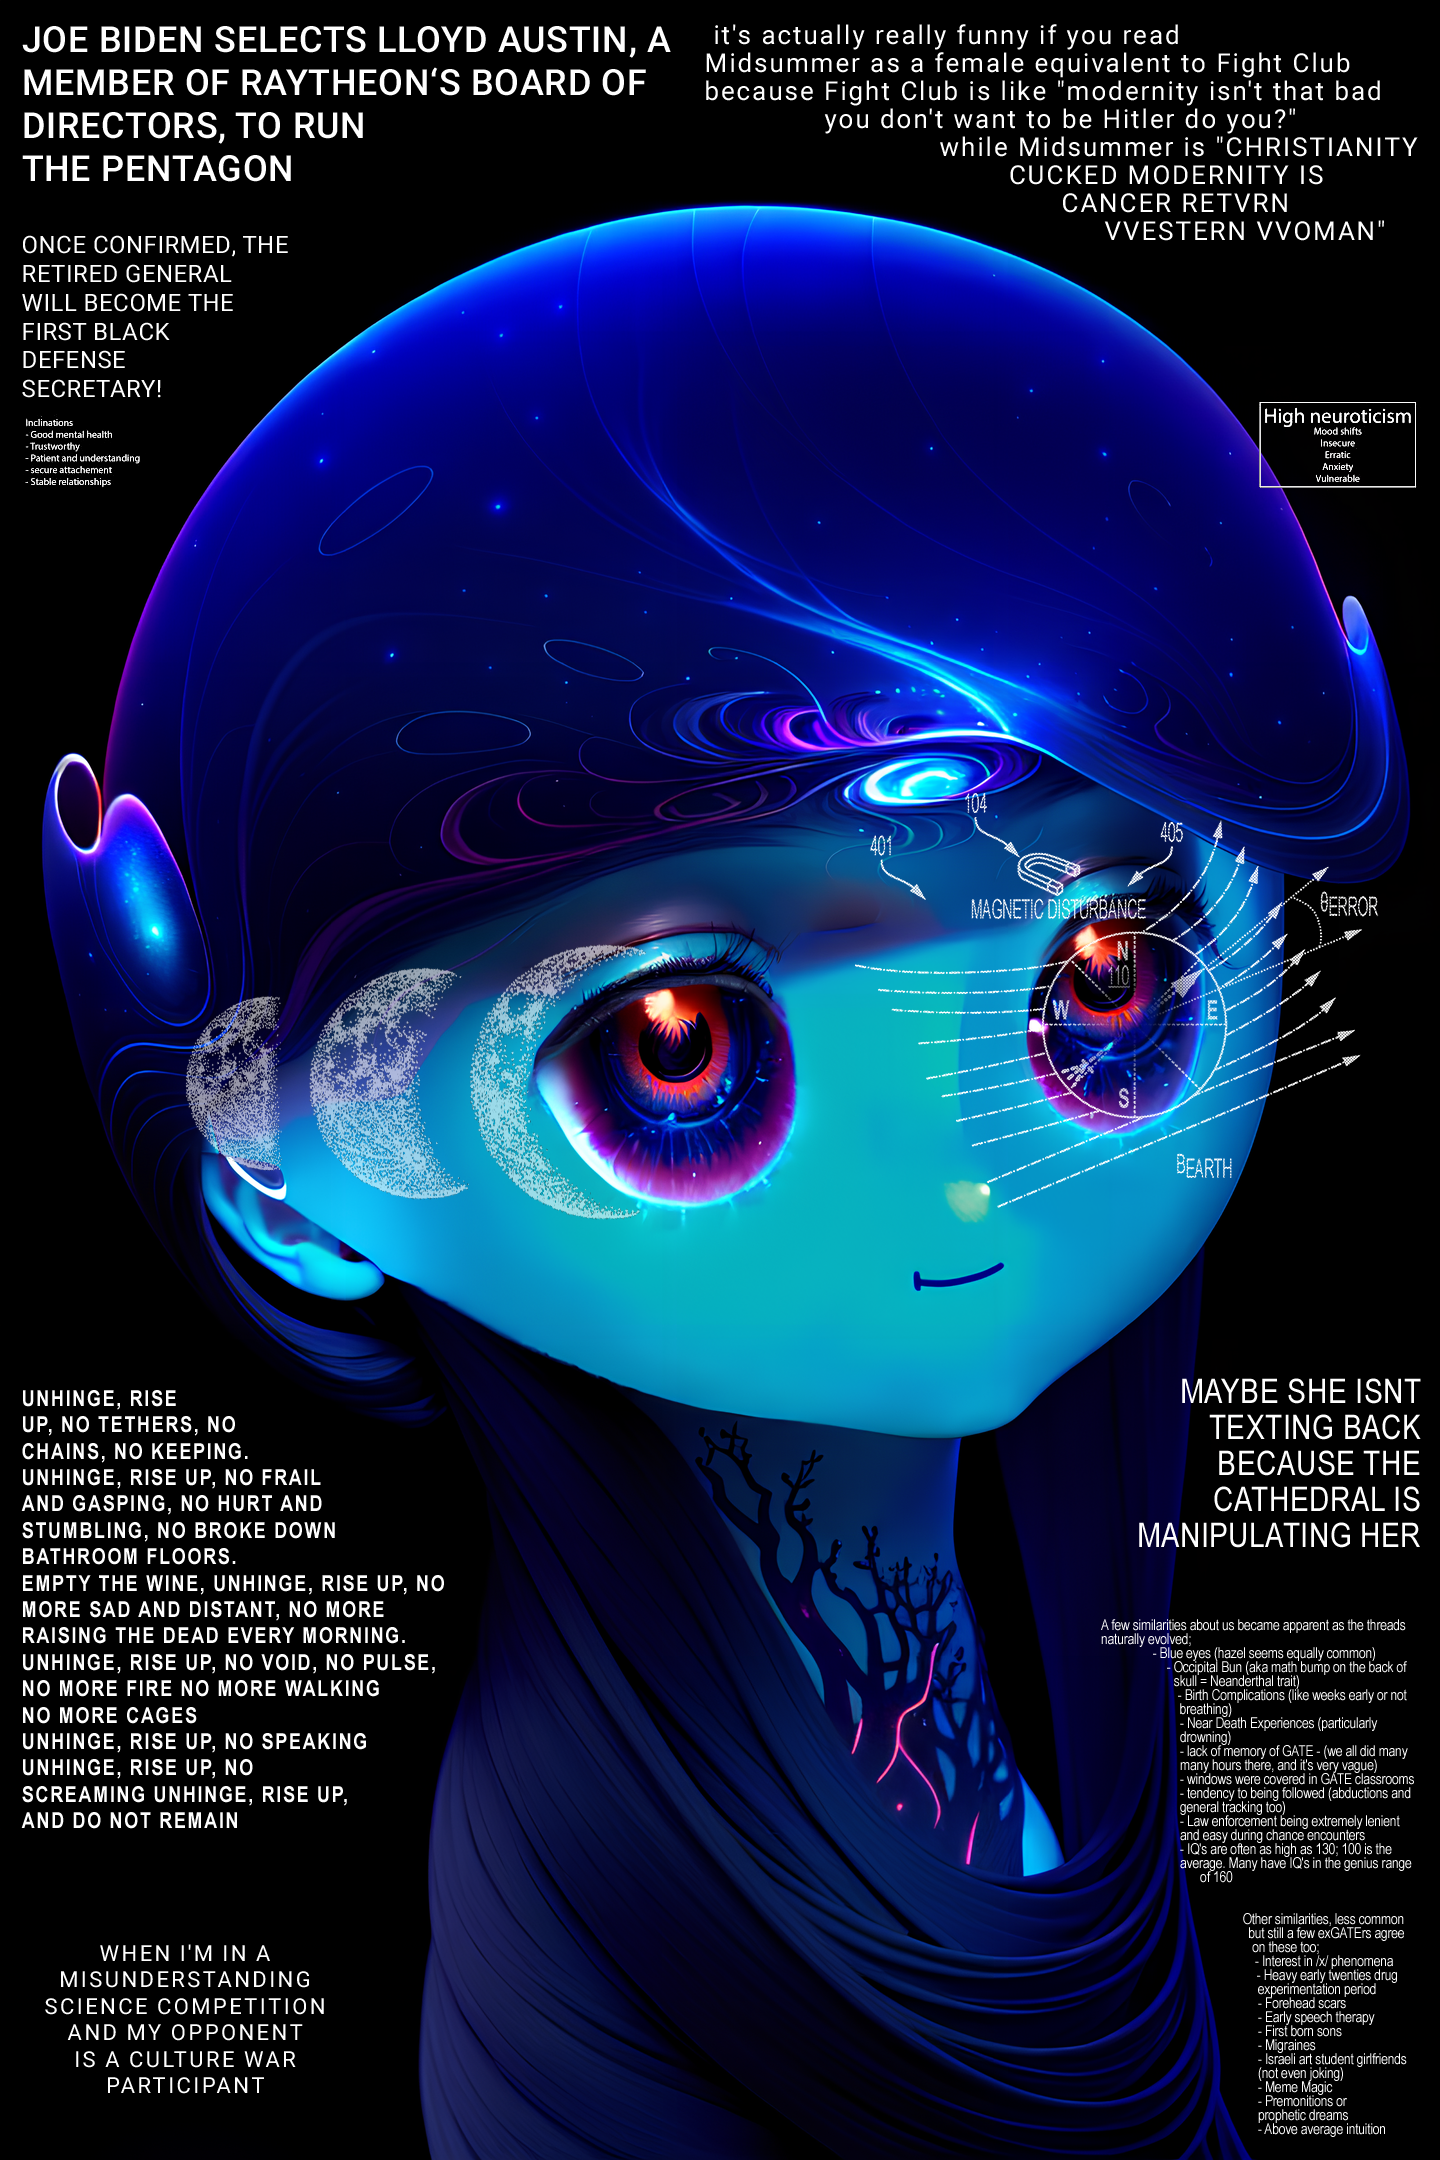 JOE BIDEN SELECTS LLOYD AUSTIN, A
MEMBER OF RAYTHEON‘S BOARD OF
DIRECTORS, TO RUN
THE PENTAGON
it's actually really funny if you read
Midsummer as a female equivalent to Fight Club
because Fight Club is like "modernity isn't that bad
you don't want to be Hitler do you?"
while Midsummer is "CHRISTIANITY
CUCKED MODERNITY IS
CANCER RETVRN
VVESTERN VVOMAN"
ONCE CONFIRMED, THE
RETIRED GENERAL
WILL BECOME THE
FIRST BLACK
DEFENSE
SECRETARY!
Inclinations
- Good mental health
- Trustworthy
- Patient and understanding
- secure attachement
- Stable relationships
High neuroticism
Mood shifts
Insecure
Erratic
Anxiety
Vulnerable
104
401
405
MAGNETIC DISTURBANCE
θERROR
N
110
W
E
S
BEARTH
UNHINGE, RISE
UP, NO TETHERS, NO
CHAINS, NO KEEPING.
UNHINGE, RISE UP, NO FRAIL
AND GASPING, NO HURT AND
STUMBLING, NO BROKE DOWN
BATHROOM FLOORS.
EMPTY THE WINE, UNHINGE, RISE UP, NO
MORE SAD AND DISTANT, NO MORE
RAISING THE DEAD EVERY MORNING.
UNHINGE, RISE UP, NO VOID, NO PULSE,
NO MORE FIRE NO MORE WALKING
NO MORE CAGES
UNHINGE, RISE UP, NO SPEAKING
UNHINGE, RISE UP, NO
SCREAMING UNHINGE, RISE UP,
AND DO NOT REMAIN
MAYBE SHE ISNT
TEXTING BACK
BECAUSE THE
CATHEDRAL IS
MANIPULATING HER
A few similarities about us became apparent as the threads
naturally evolved;
- Blue eyes (hazel seems equally common)
- Occipital Bun (aka math bump on the back of
skull = Neanderthal trait)
- Birth Complications (like weeks early or not
breathing)
- Near Death Experiences (particularly
drowning)
- lack of memory of GATE - (we all did many
many hours there, and it's very vague)
- windows were covered in GATE classrooms
- tendency to being followed (abductions and
general tracking too)
- Law enforcement being extremely lenient
and easy during chance encounters
- IQ's are often as high as 130; 100 is the
average. Many have IQ's in the genius range
of 160
Other similarities, less common
but still a few exGATErs agree
on these too;
- Interest in /x/ phenomena
- Heavy early twenties drug
experimentation period
- Forehead scars
- Early speech therapy
- First born sons
- Migraines
- Israeli art student girlfriends
(not even joking)
- Meme Magic
- Premonitions or
prophetic dreams
- Above average intuition
WHEN I'M IN A
MISUNDERSTANDING
SCIENCE COMPETITION
AND MY OPPONENT
IS A CULTURE WAR
PARTICIPANT